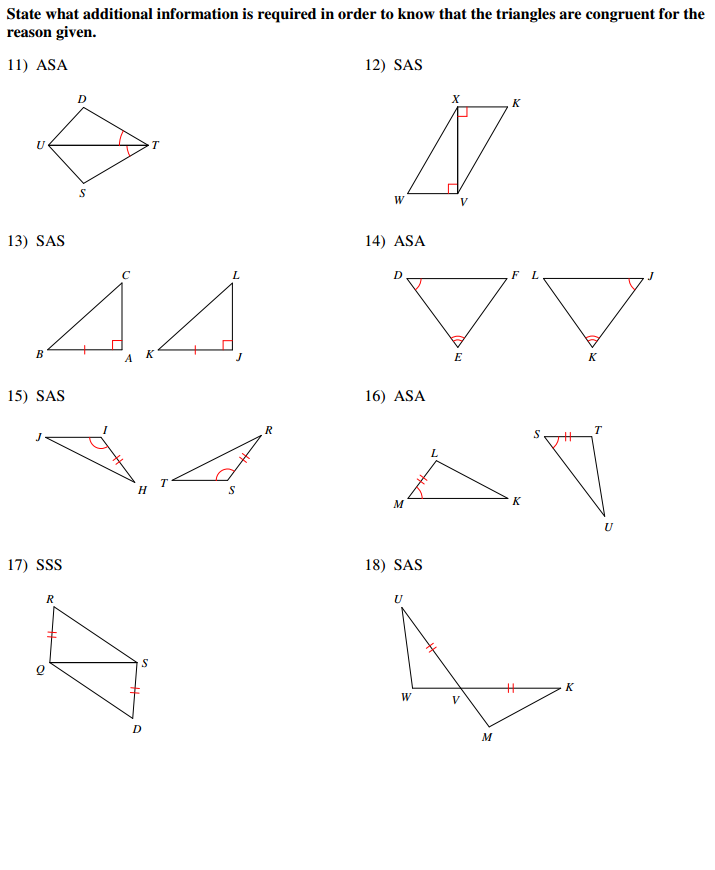 State what additional information is required in order to know that the triangles are congruent for the
reason given.
11) ASA
12) SAS
D
U
T
S
X
K
W
V
13) SAS
14) ASA
C
L
B
A
K
J
D
F
L
J
E
K
15) SAS
16) ASA
J
I
H
R
T
S
L
M
K
S
T
U
17) SSS
18) SAS
R
Q
S
D
U
W
V
K
M